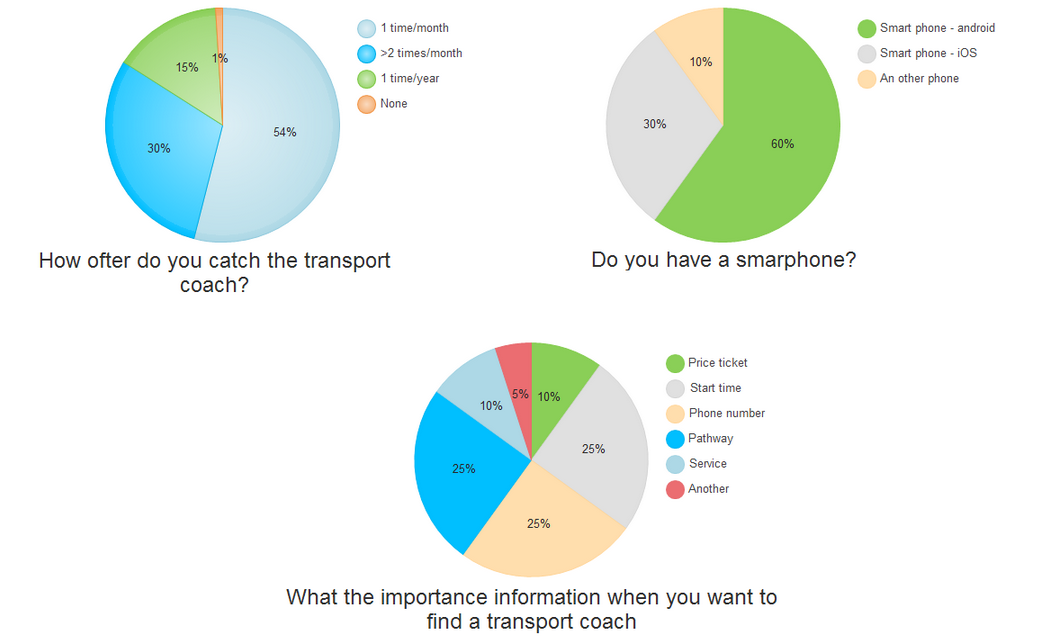 1 time/month
>2 times/month
1 time/year
None
1%
15%
54%
30%
How ofter do you catch the transport
coach?
Smart phone - android
Smart phone - iOS
An other phone
10%
30%
60%
Do you have a smarphone?
Price ticket
Start time
Phone number
Pathway
Service
Another
5%
10%
10%
25%
25%
25%
What the importance information when you want to
find a transport coach